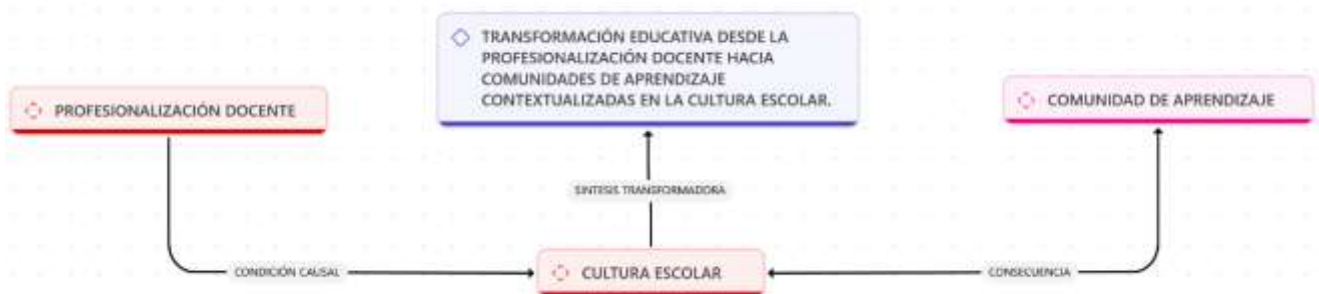 TRANSFORMACIÓN EDUCATIVA DESDE LA
PROFESIONALIZACIÓN DOCENTE HACIA
COMUNIDADES DE APRENDIZAJE
CONTEXTUALIZADAS EN LA CULTURA ESCOLAR.
PROFESIONALIZACIÓN DOCENTE
COMUNIDAD DE APRENDIZAJE
SINTESIS TRANSFORMADORA
CONDICIÓN CAUSAL
CULTURA ESCOLAR
CONSECUENCIA